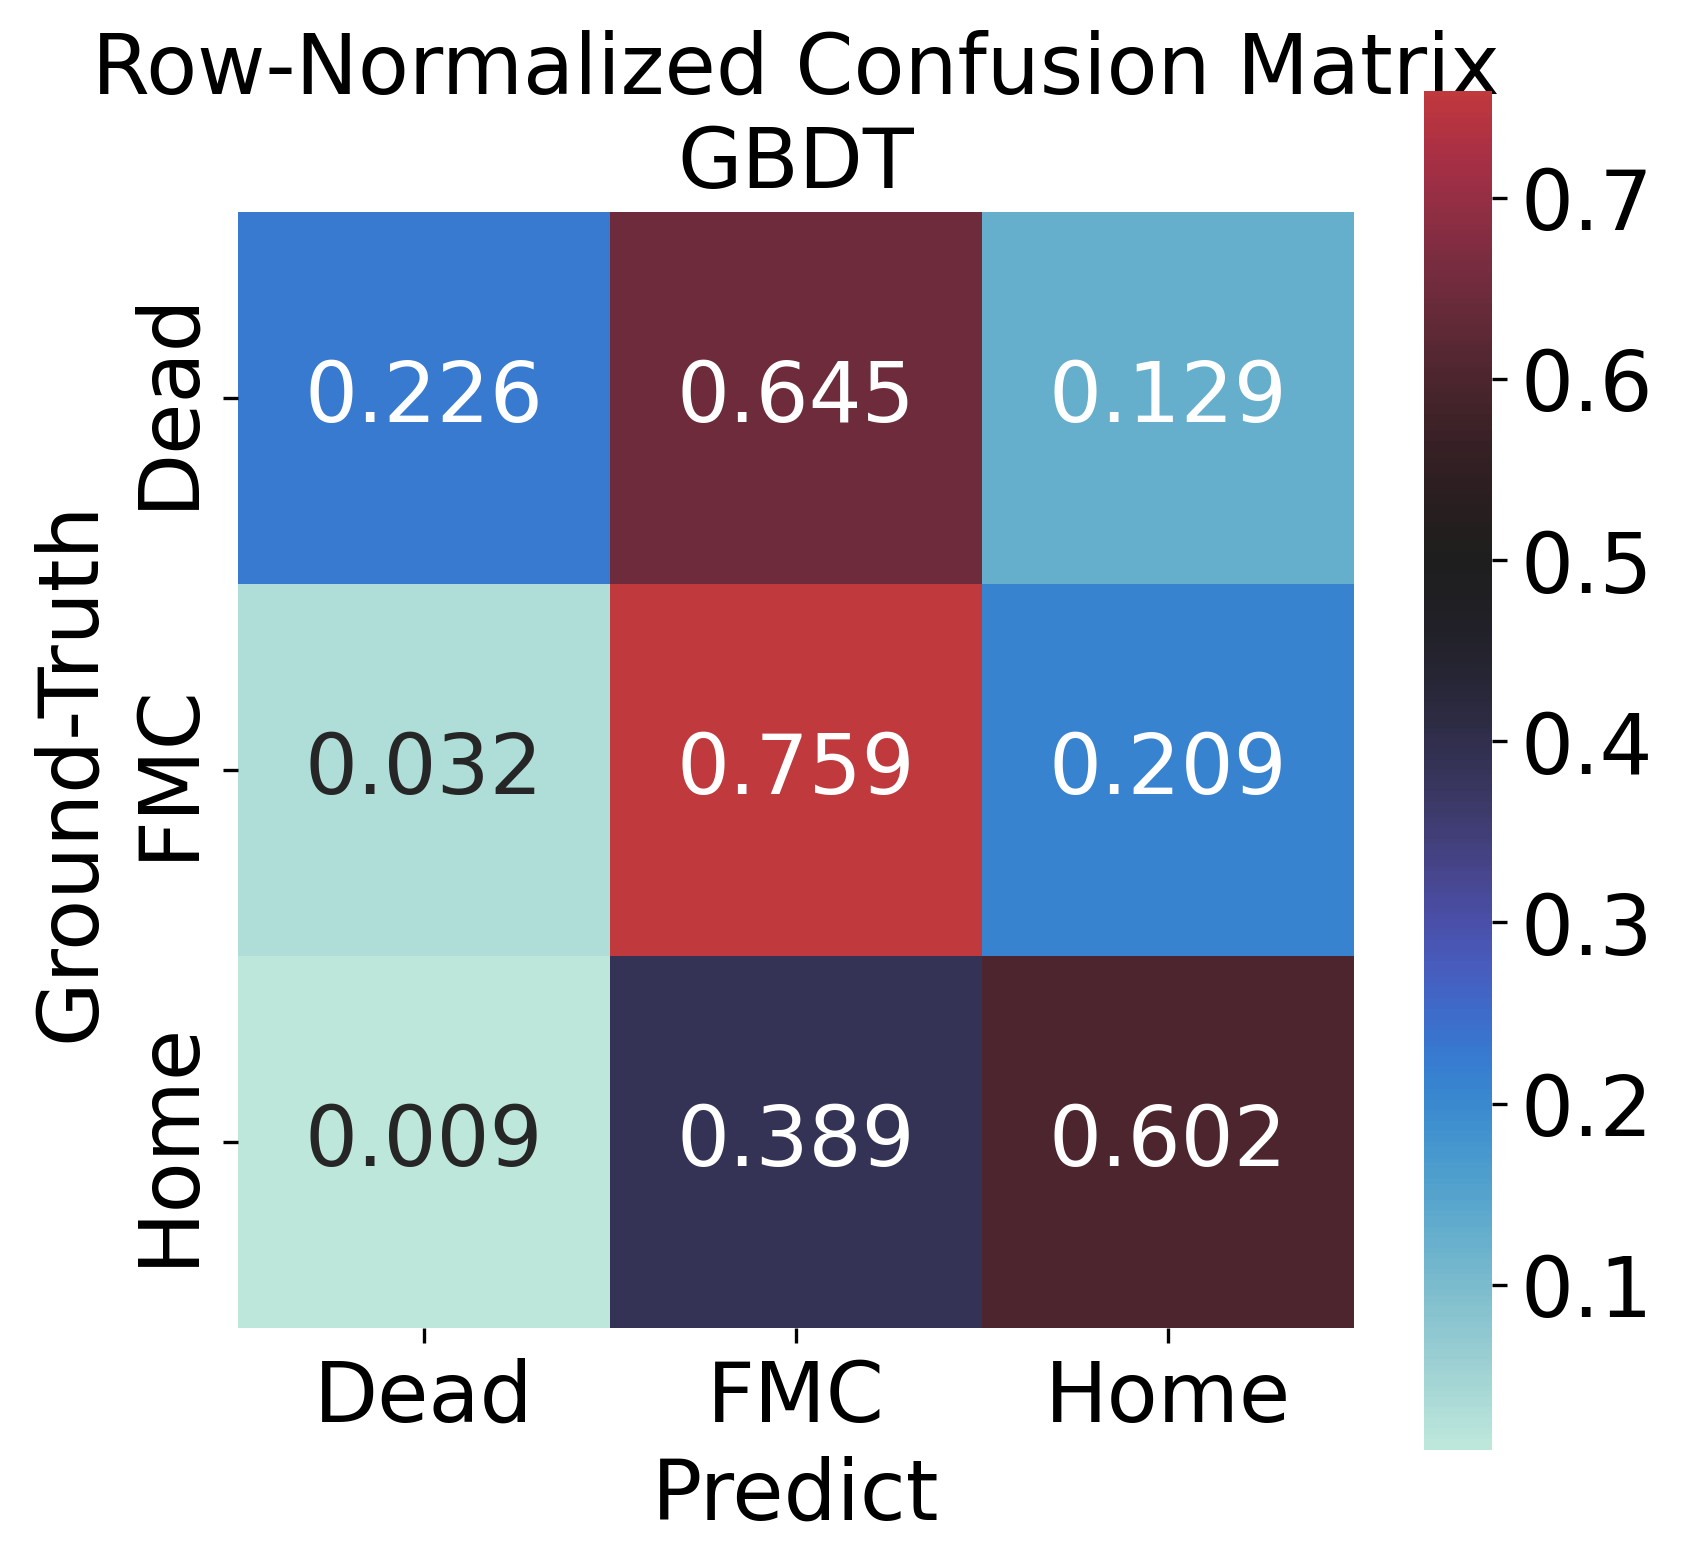 Row-Normalized Confusion Matrix
GBDT
Ground-Truth
Dead
0.226 0.645 0.129
FMC
0.032 0.759 0.209
Home
0.009 0.389 0.602
Dead FMC Home
Predict
0.7
0.6
0.5
0.4
0.3
0.2
0.1